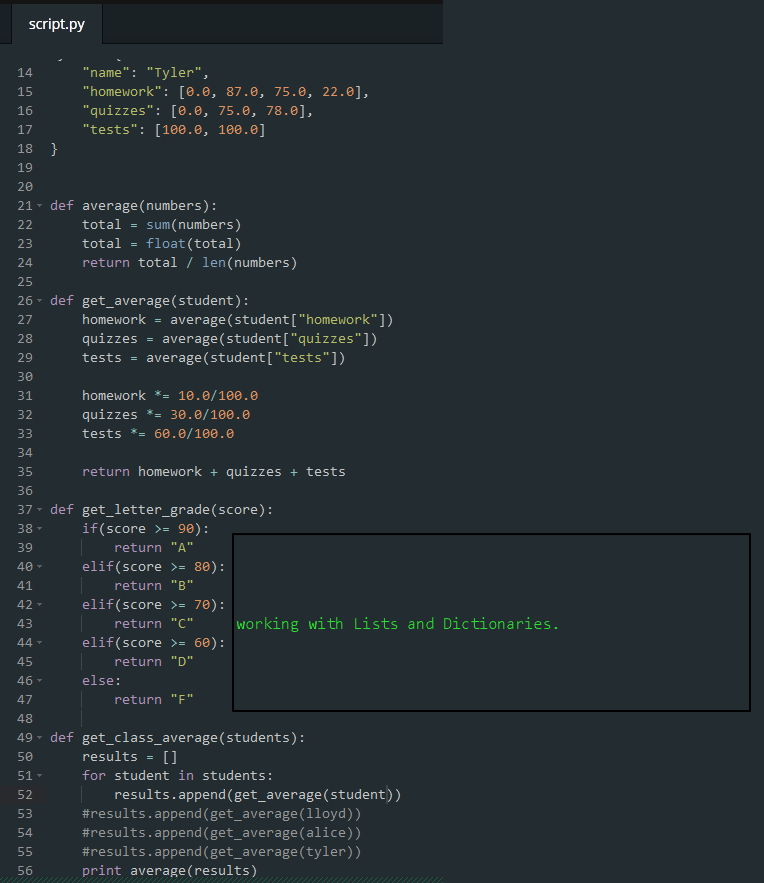 script.py
14 "name": "Tyler",
15 "homework": [0.0, 87.0, 75.0, 22.0],
16 "quizzes": [0.0, 75.0, 78.0],
17 "tests": [100.0, 100.0]
18 }
19
20
21 def average(numbers):
22 total = sum(numbers)
23 total = float(total)
24 return total / len(numbers)
25
26 def get_average(student):
27 homework = average(student["homework"])
28 quizzes = average(student["quizzes"])
29 tests = average(student["tests"])
30
31 homework *= 10.0/100.0
32 quizzes *= 30.0/100.0
33 tests *= 60.0/100.0
34
35 return homework + quizzes + tests
36
37 def get_letter_grade(score):
38 if(score >= 90):
39 return "A"
40 elif(score >= 80):
41 return "B"
42 elif(score >= 70):
43 return "C"
44 elif(score >= 60):
45 return "D"
46 else:
47 return "F"
48
49 def get_class_average(students):
50 results = []
51 for student in students:
52 results.append(get_average(student))
53 #results.append(get_average(lloyd))
54 #results.append(get_average(alice))
55 #results.append(get_average(tyler))
56 print average(results)
working with Lists and Dictionaries.